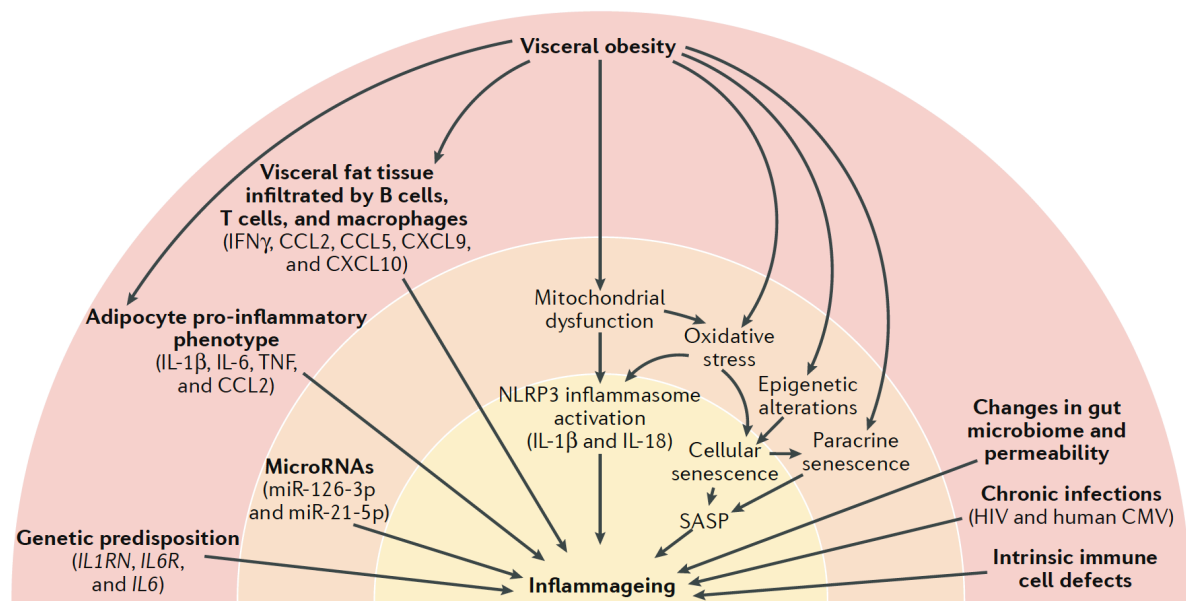 Visceral obesity
Visceral fat tissue
infiltrated by B cells,
T cells, and macrophages
(IFNγ, CCL2, CCL5, CXCL9,
and CXCL10)
Adipocyte pro-inflammatory
phenotype
(IL-1β, IL-6, TNF,
and CCL2)
Mitochondrial
dysfunction
Oxidative
stress
Epigenetic
alterations
NLRP3 inflammasome
activation
(IL-1β and IL-18)
Cellular
senescence
Paracrine
senescence
SASP
Changes in gut
microbiome and
permeability
MicroRNAs
(miR-126-3p
and miR-21-5p)
Chronic infections
(HIV and human CMV)
Genetic predisposition
(IL1RN, IL6R,
and IL6)
Intrinsic immune
cell defects
Inflammageing